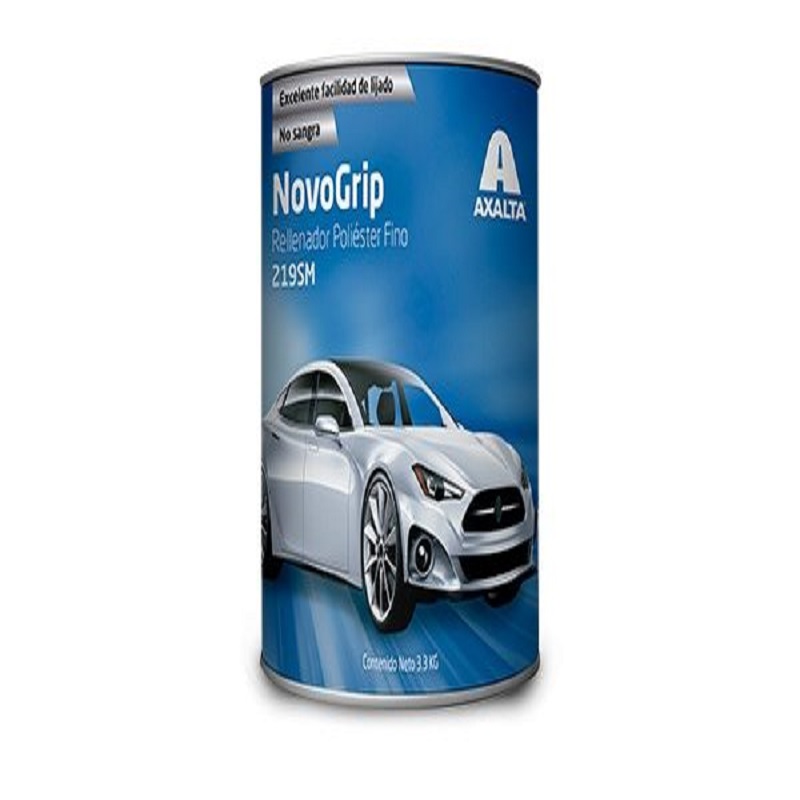 Excelente facilidad de lijado
No sangra
NovoGrip
Rellenador Poliéster Fino
219SM
AXALTA
Contenido Neto 3.3 KG